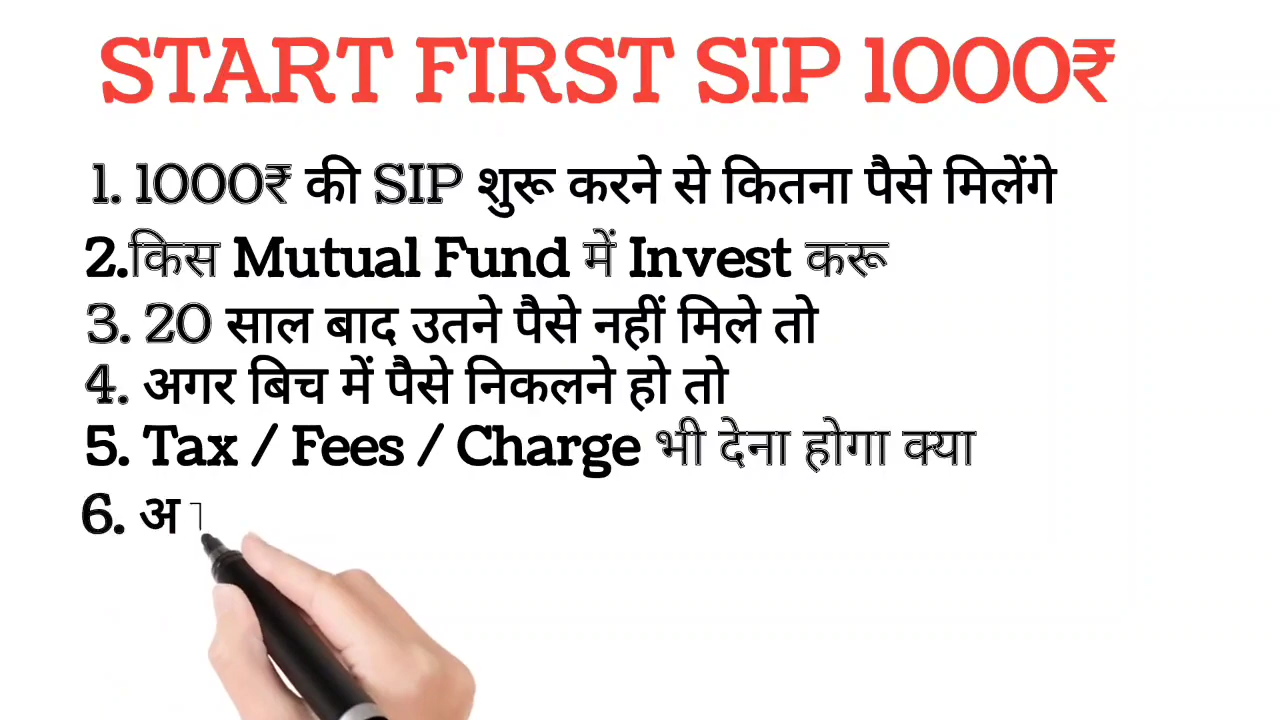 START FIRST SIP 1000₹
1. 1000₹ की SIP शुरू करने से कितना पैसे मिलेंगे
2.किस Mutual Fund में Invest करू
3. 20 साल बाद उतने पैसे नहीं मिले तो
4. अगर बिच में पैसे निकलने हो तो
5. Tax / Fees / Charge भी देना होगा क्या
6. अ